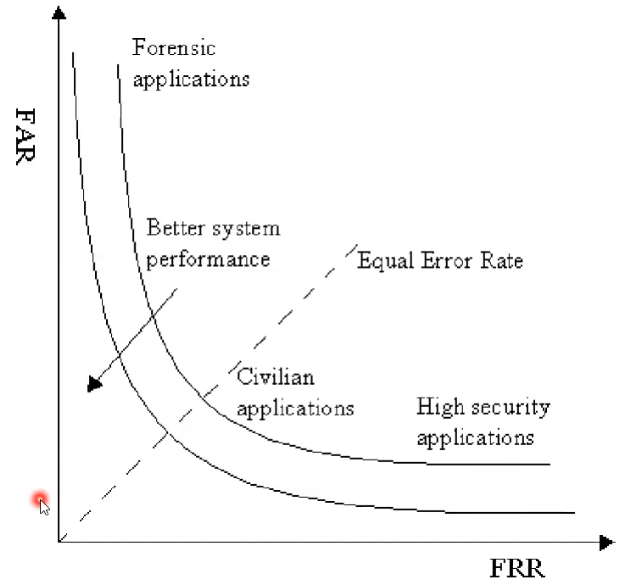 Forensic
applications
FAR
Better system
performance
Equal Error Rate
Civilian
applications
High security
applications
FRR